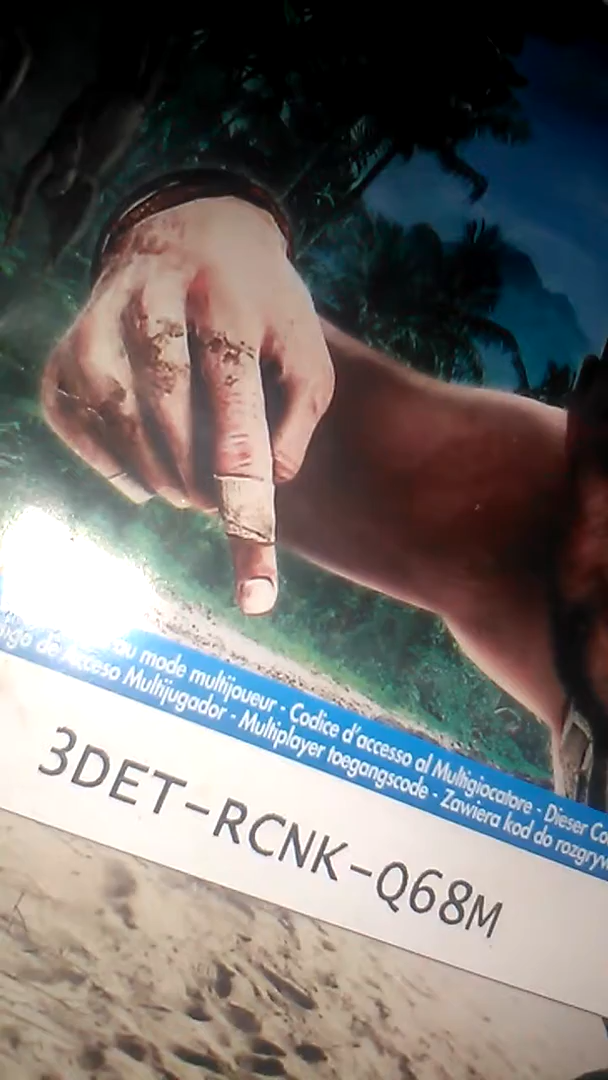 au mode multijoueur - Codice d'accesso al Multigiocatore - Dieser
de Acceso Multijugador - Multiplayer toegangscode - Zawiera kod do
3DET-RCNK-Q68M